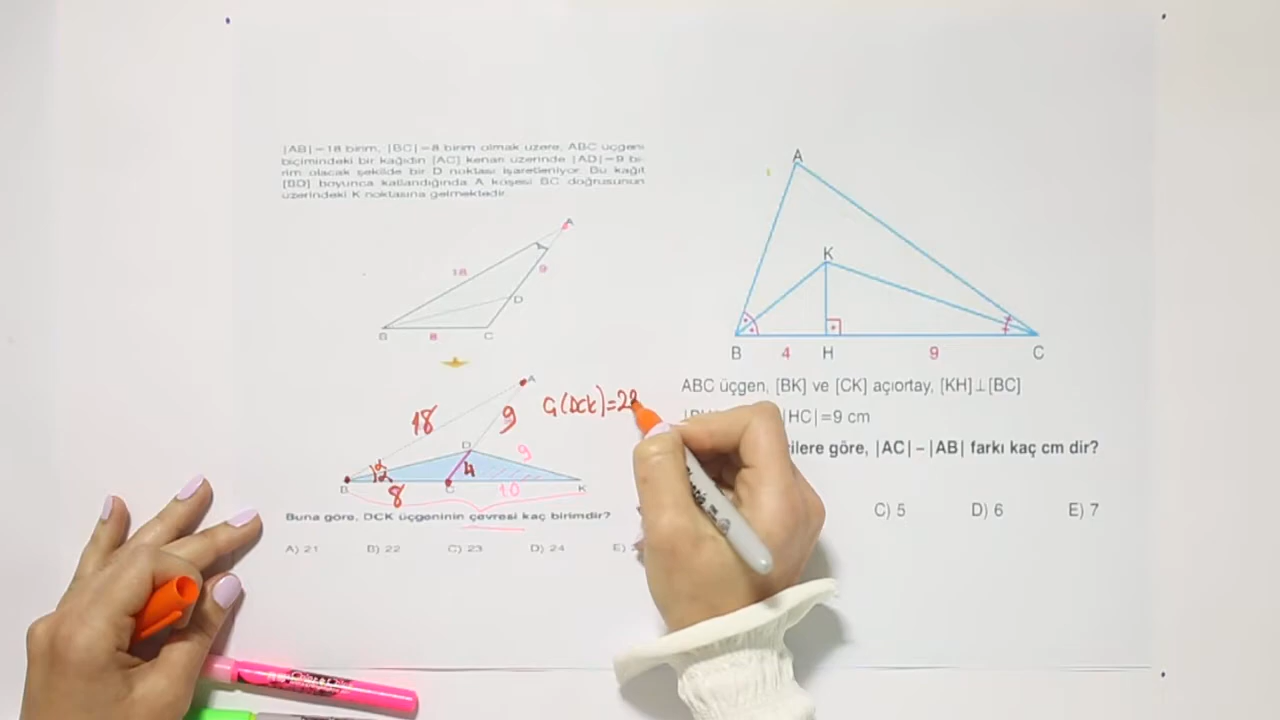 |AB|=18 birim, |BC|=8 birim olmak üzere, ABC üçgeni
biçimindeki bir kağıdın [AC] kenarı üzerinde |AD|=9 bi-
rim olacak şekilde bir D noktası işaretleniyor. Bu kağıt
[BD] boyunca katlandığında A köşesi BC doğrusunun
üzerindeki K noktasına gelmektedir.
A
18
9
D
B
8
C
A
18
9
Ç(DCK)=23
D
9
12
4
B
8
C
10
K
Buna göre, DCK üçgeninin çevresi kaç birimdir?
A) 21 B) 22 C) 23 D) 24 E)
A
K
B 4 H 9 C
ABC üçgen, [BK] ve [CK] açıortay, [KH]⊥[BC]
|HC|=9 cm
göre, |AC|−|AB| farkı kaç cm dir?
C) 5 D) 6 E) 7